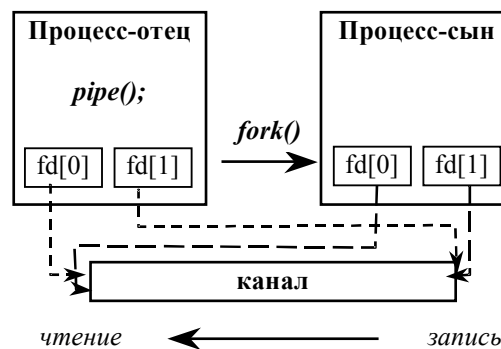 Процесс-отец
Процесс-сын
pipe();
fork()
fd[0] fd[1]
fd[0] fd[1]
канал
чтение
запись